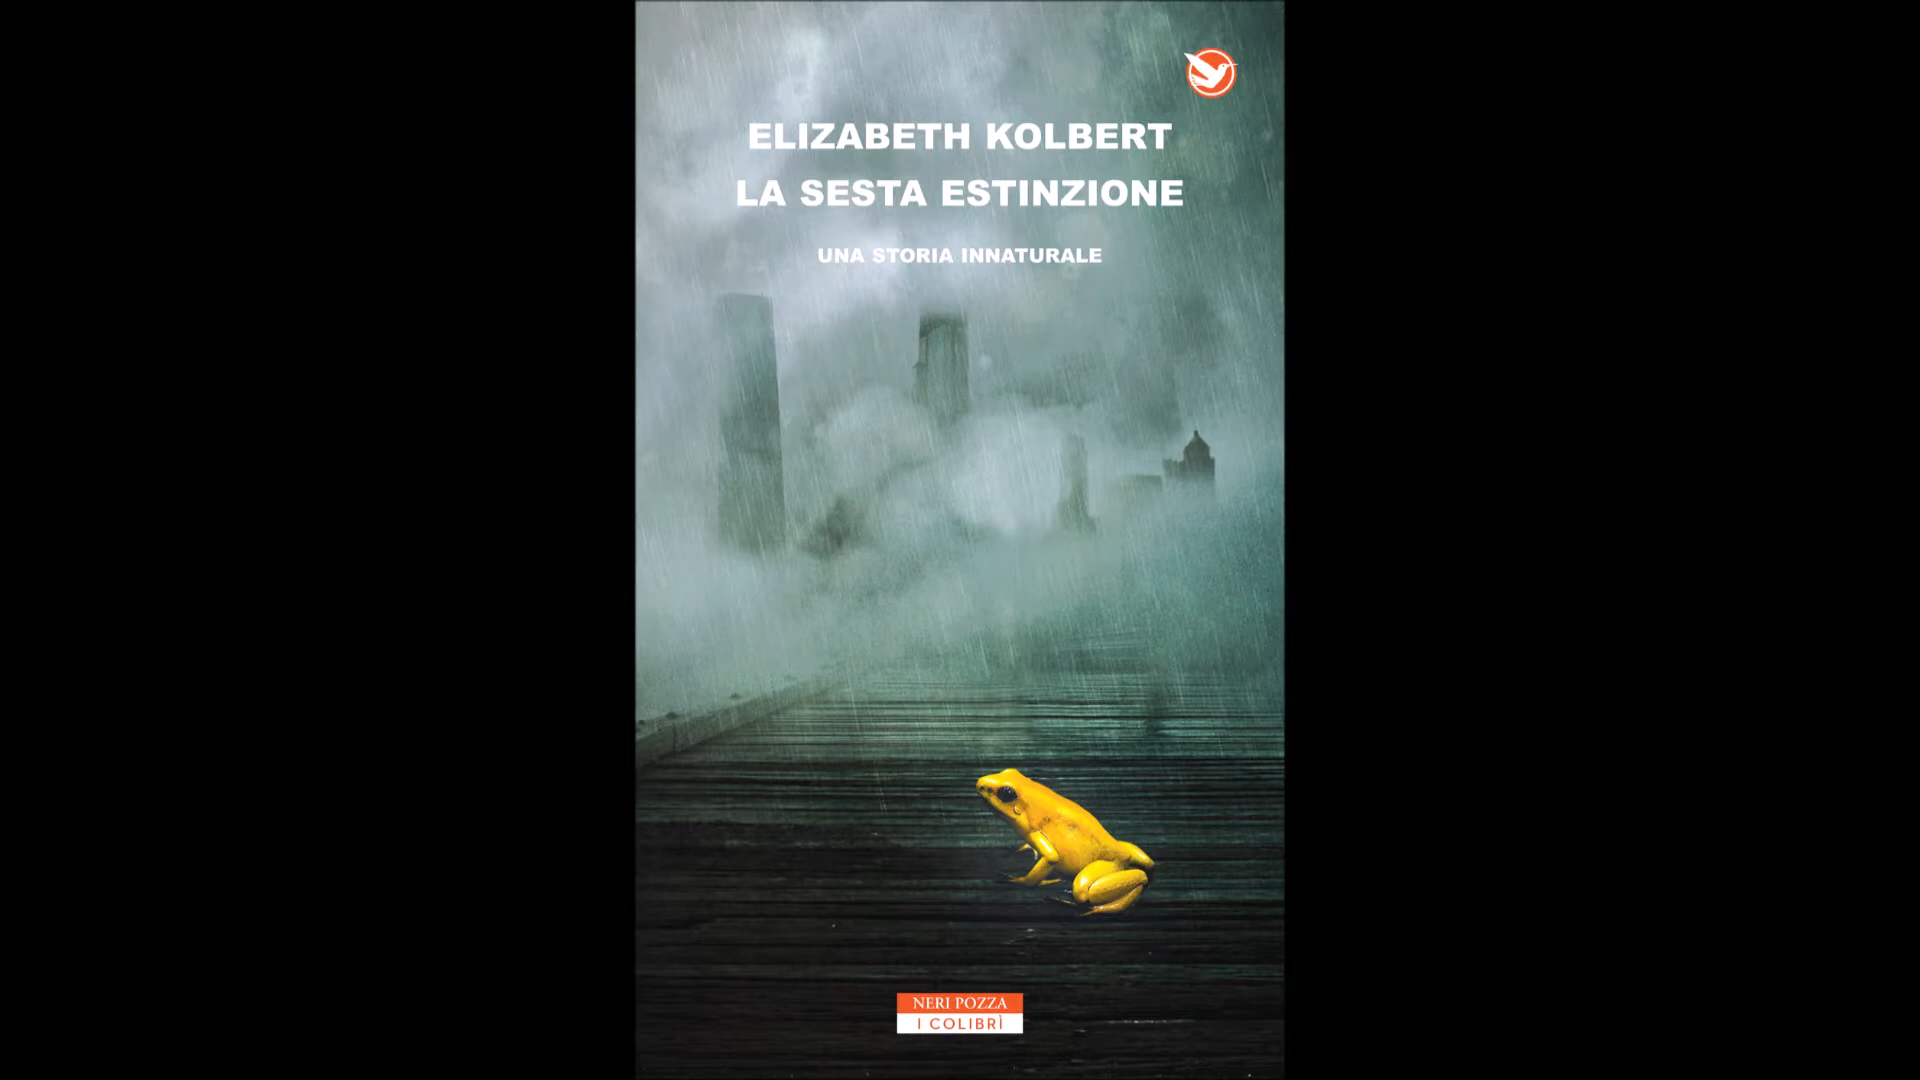 ELIZABETH KOLBERT
LA SESTA ESTINZIONE
UNA STORIA INNATURALE
NERI POZZA
I COLIBRÌ